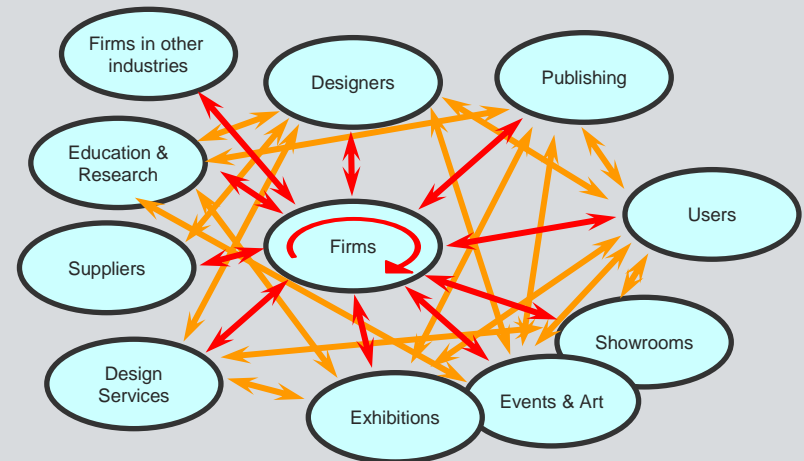 Firms in other
industries
Designers
Publishing
Education &
Research
Users
Firms
Suppliers
Showrooms
Design
Services
Exhibitions
Events & Art